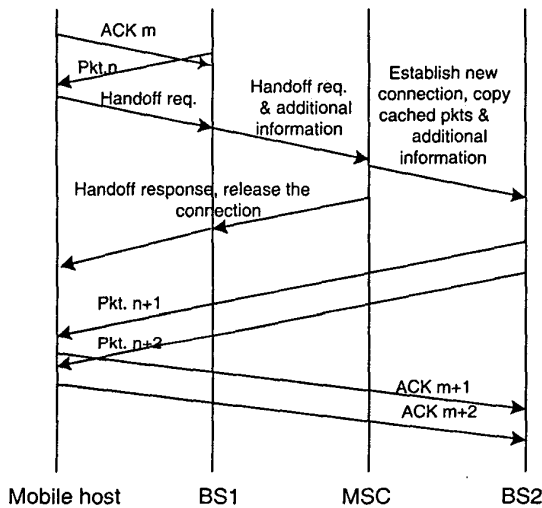 ACK m
Pkt.n
Handoff req.
Handoff req.
& additional
information
Establish new
connection, copy
cached pkts &
additional
information
Handoff response, release the
connection
Pkt. n+1
Pkt. n+2
ACK m+1
ACK m+2
Mobile host
BS1
MSC
BS2